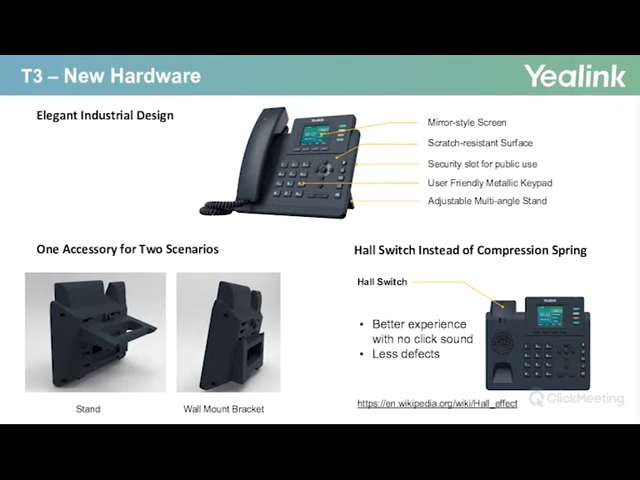 T3 – New Hardware
Yealink
Elegant Industrial Design
Mirror-style Screen
Scratch-resistant Surface
Security slot for public use
User Friendly Metallic Keypad
Adjustable Multi-angle Stand
One Accessory for Two Scenarios
Hall Switch Instead of Compression Spring
Hall Switch
• Better experience
with no click sound
• Less defects
Stand
Wall Mount Bracket
https://en.wikipedia.org/wiki/Hall_effect
ClickMeeting